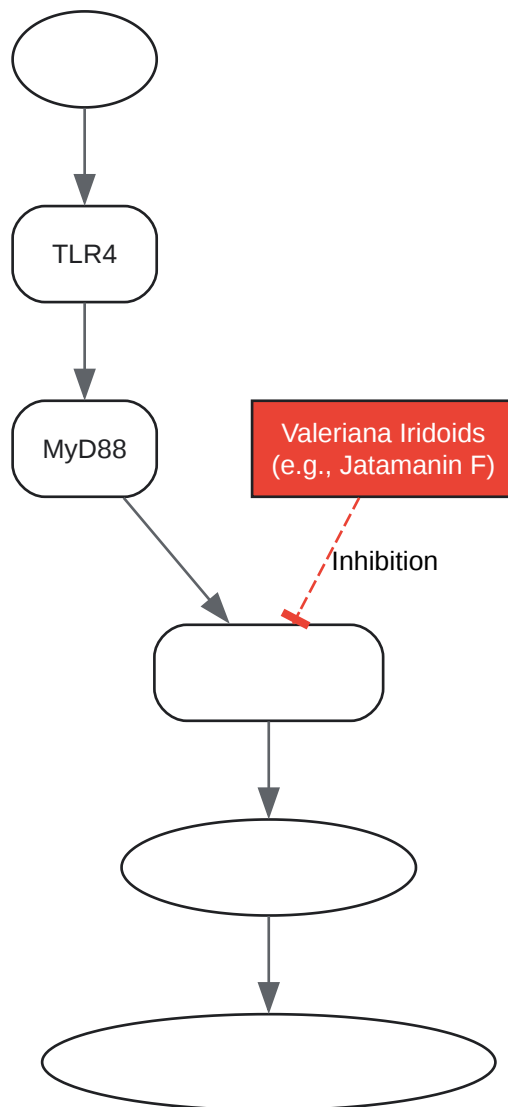 TLR4
MyD88
Valeriana Iridoids
(e.g., Jatamanin F)
Inhibition